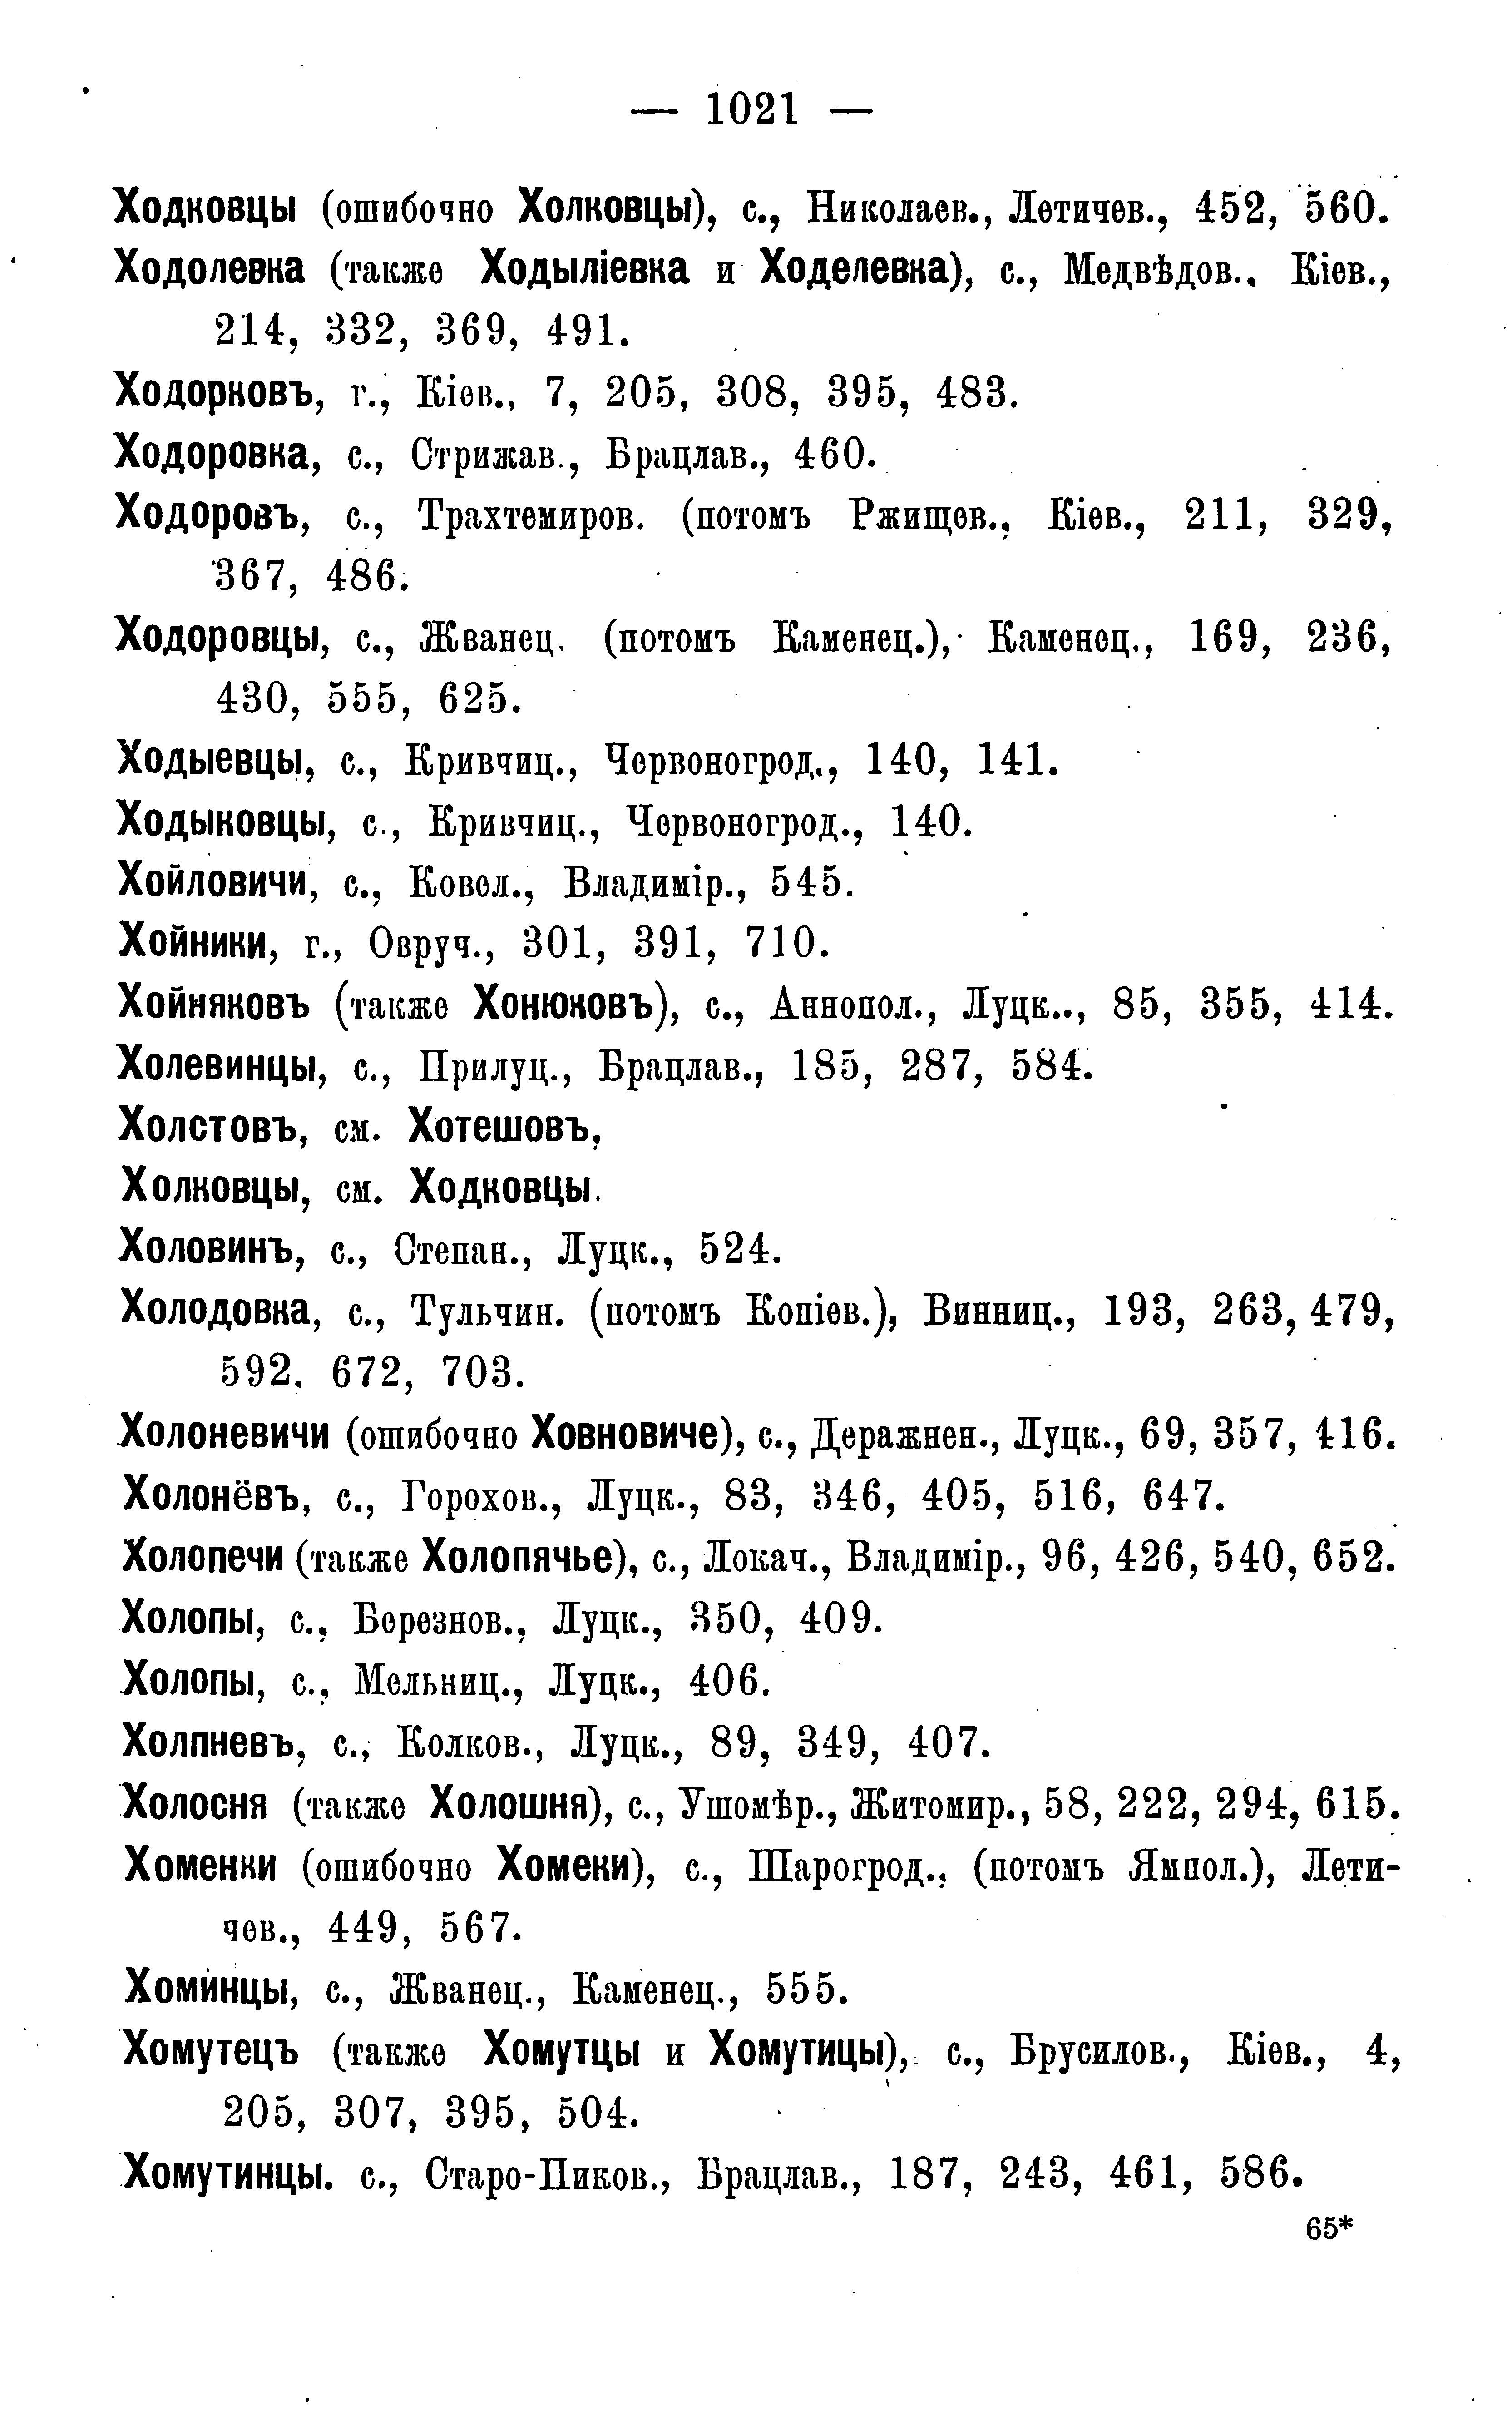 — 1021 —
Ходковцы (ошибочно Холковцы), с., Николаев., Летичев., 452, 560.
Ходолевка (также Ходыліевка и Ходелевка), с., Медвѣдов., Кіев.,
214, 332, 369, 491.
Ходорковъ, г., Кіев., 7, 205, 308, 395, 483.
Ходоровка, с., Стрижав., Брацлав., 460.
Ходоровъ, с., Трахтемиров. (потомъ Ржищев., Кіев., 211, 329,
367, 486.
Ходоровцы, с., Жванец. (потомъ Каменец.), Каменец., 169, 236,
430, 555, 625.
Ходыевцы, с., Кривчиц., Червоногрод., 140, 141.
Ходыковцы, с., Кривчиц., Червоногрод., 140.
Хойловичи, с., Ковел., Владимір., 545.
Хойники, г., Овруч., 301, 391, 710.
Хойняковъ (также Хонюковъ), с., Аннопол., Луцк.., 85, 355, 414.
Холевинцы, с., Прилуц., Брацлав., 185, 287, 584.
Холстовъ, см. Хотешовъ,
Холковцы, см. Ходковцы.
Холовинъ, с., Степан., Луцк., 524.
Холодовка, с., Тульчин. (потомъ Копіев.), Винниц., 193, 263, 479,
592. 672, 703.
Холоневичи (ошибочно Ховновиче), с., Деражнен., Луцк., 69, 357, 416.
Холонёвъ, с., Горохов., Луцк., 83, 346, 405, 516, 647.
Холопечи (также Холопячье), с., Локач., Владимір., 96, 426, 540, 652.
Холопы, с., Березнов., Луцк., 350, 409.
Холопы, с., Мельниц., Луцк., 406.
Холпневъ, с., Колков., Луцк., 89, 349, 407.
Холосня (также Холошня), с., Ушомѣр., Житомир., 58, 222, 294, 615.
Хоменки (ошибочно Хомеки), с., Шарогрод., (потомъ Ямпол.), Лети-
чев., 449, 567.
Хоминцы, с., Жванец., Каменец., 555.
Хомутецъ (также Хомутцы и Хомутицы), с., Брусилов., Кіев., 4,
205, 307, 395, 504.
Хомутинцы. с., Старо-Пиков., Брацлав., 187, 243, 461, 586.
65*